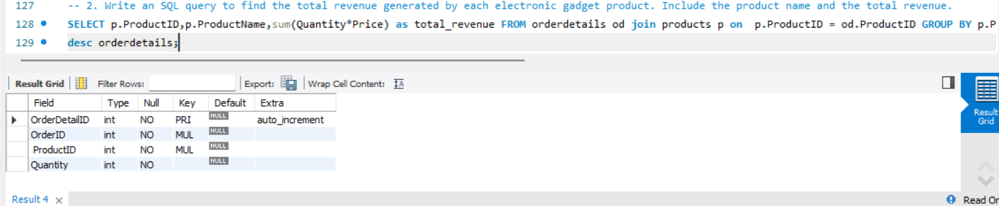 127 -- 2. Write an SQL query to find the total revenue generated by each electronic gadget product. Include the product name and the total revenue.
128 SELECT p.ProductID,p.ProductName,sum(Quantity*Price) as total_revenue FROM orderdetails od join products p on p.ProductID = od.ProductID GROUP BY p.P
129 desc orderdetails;
Result Grid Filter Rows: Export: Wrap Cell Content: IA
Field Type Null Key Default Extra
OrderDetailID int NO PRI NULL auto_increment
OrderID int NO MUL NULL
ProductID int NO MUL NULL
Quantity int NO NULL
Result Grid
Result 4 × Read Or